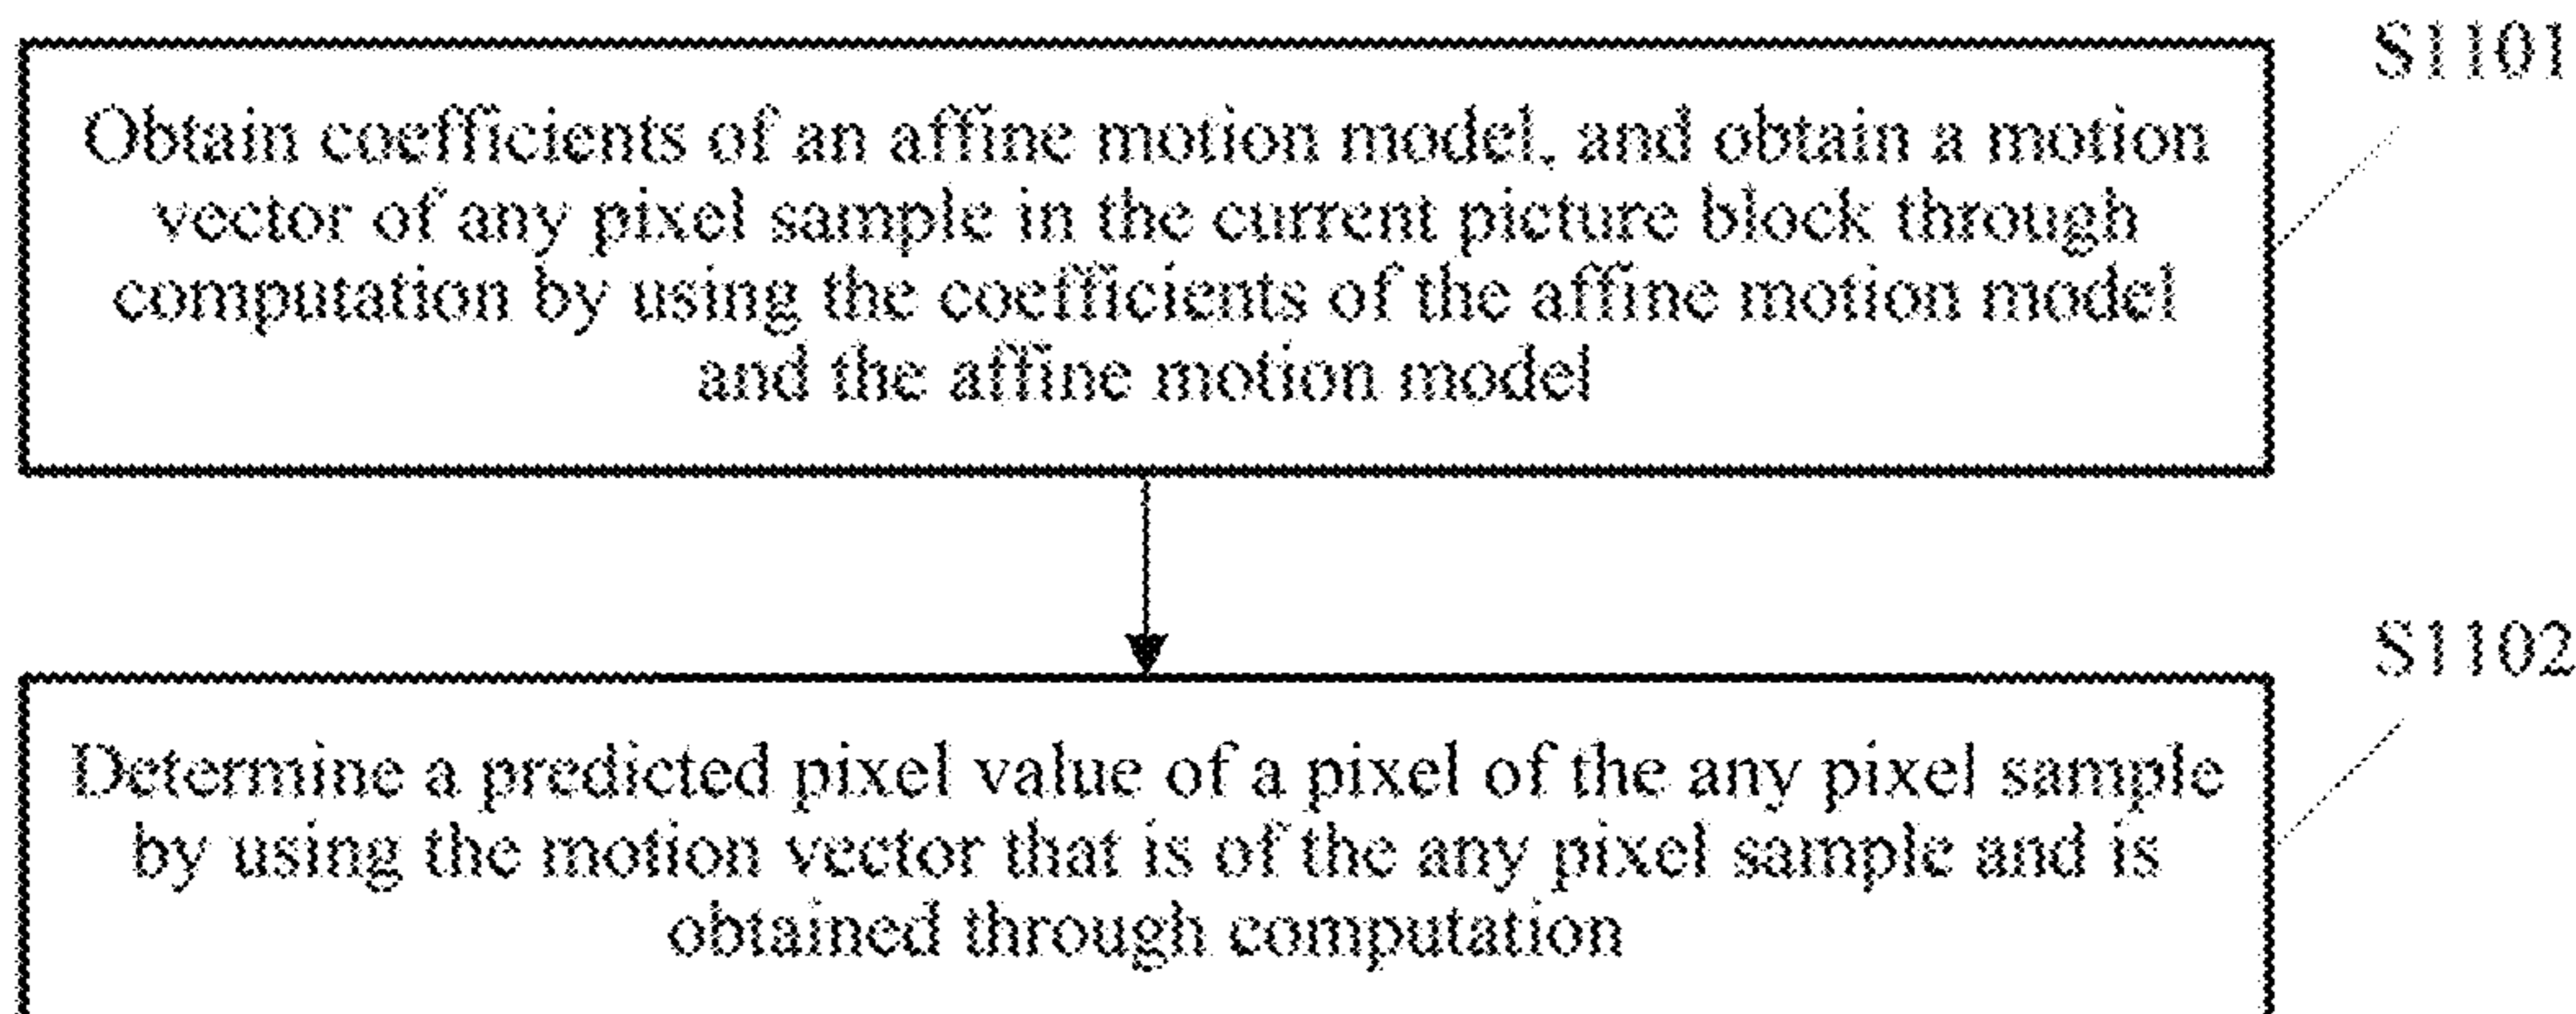 S1101
Obtain coefficients of an affine motion model, and obtain a motion
vector of any pixel sample in the current picture block through
computation by using the coefficients of the affine motion model
and the affine motion model
S1102
Determine a predicted pixel value of a pixel of the any pixel sample
by using the motion vector that is of the any pixel sample and is
obtained through computation